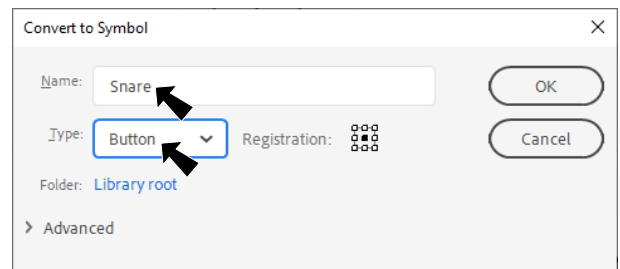 Convert to Symbol
Name: Snare OK
Type: Button Registration: Cancel
Folder: Library root
Advanced